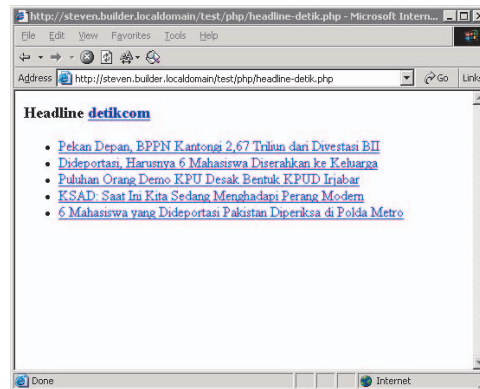 http://steven.builder.localdomain/test/php/headline-detik.php - Microsoft Intern...
File Edit View Favorites Tools Help
Address http://steven.builder.localdomain/test/php/headline-detik.php Go Links
Headline detikcom
• Pekan Depan, BPPN Kantongi 2,67 Triliun dari Divestasi BII
• Dideportasi, Harusnya 6 Mahasiswa Diserahkan ke Keluarga
• Puluhan Orang Demo KPU Desak Bentuk KPUD Irjabar
• KSAD: Saat Ini Kita Sedang Menghadapi Perang Modern
• 6 Mahasiswa yang Dideportasi Pakistan Diperiksa di Polda Metro
Done Internet